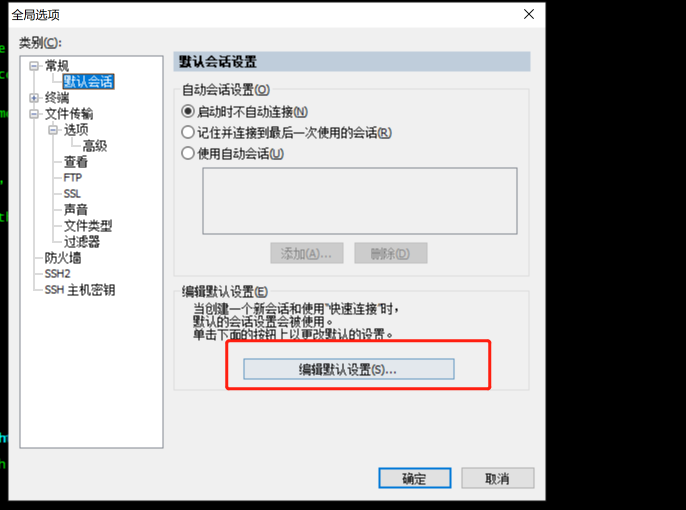 全局选项
类别(C):
常规
默认会话
终端
文件传输
选项
高级
查看
FTP
SSL
声音
文件类型
过滤器
防火墙
SSH2
SSH 主机密钥
默认会话设置
自动会话设置(O)
启动时不自动连接(N)
记住并连接到最后一次使用的会话(R)
使用自动会话(U)
添加(A)... 删除(D)
编辑默认设置(E)
当创建一个新会话和使用"快速连接"时，
默认的会话设置会被使用。
单击下面的按钮上以更改默认的设置。
编辑默认设置(S)...
确定 取消